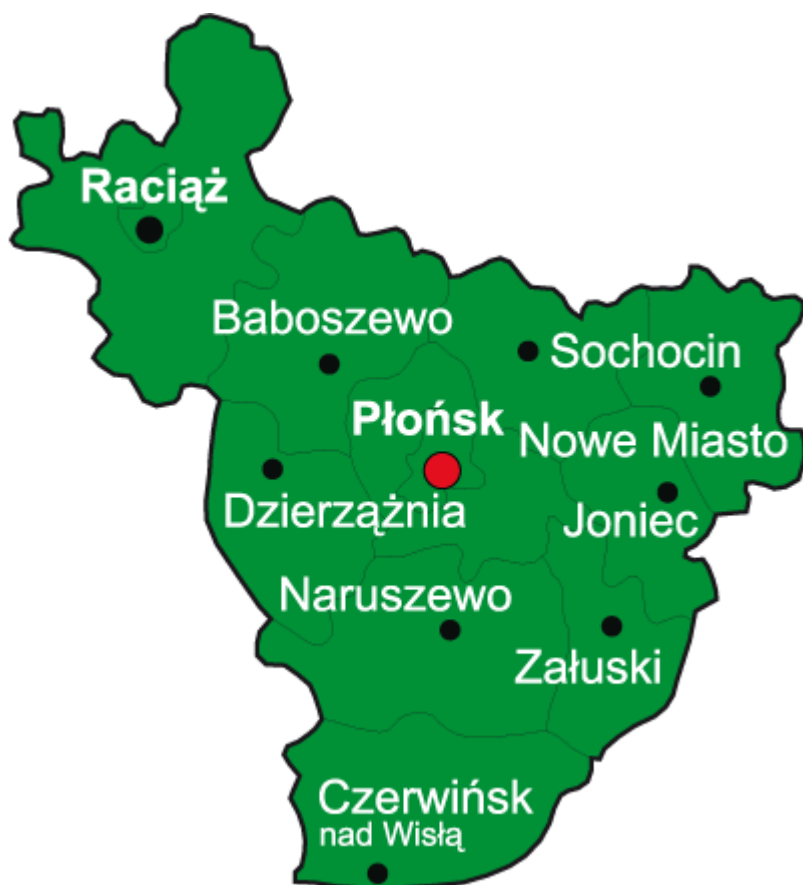 Raciąż
Baboszewo
Sochocin
Płońsk
Nowe Miasto
Dzierzążnia
Joniec
Naruszewo
Załuski
Czerwińsk
nad Wisłą